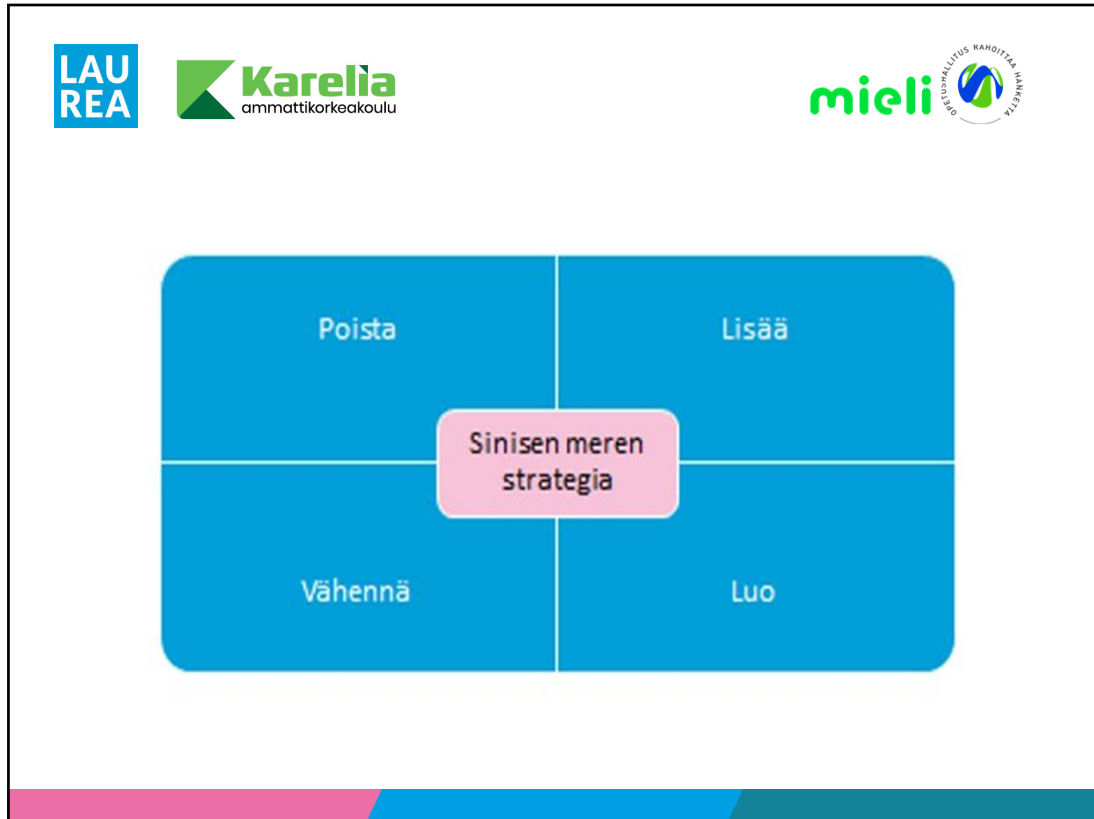 LAU
REA
Karelia
ammattikorkeakoulu
mieli
OPETUSHALLITUS RAHOITTAA HANKETTA
Poista
Lisää
Sinisen meren
strategia
Vähennä
Luo